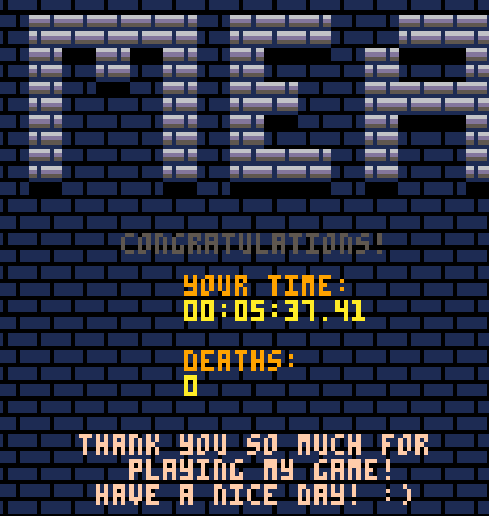 MEA
CONGRATULATIONS!
YOUR TIME:
00:05:37.41
DEATHS:
0
THANK YOU SO MUCH FOR
PLAYING MY GAME!
HAVE A NICE DAY! :)